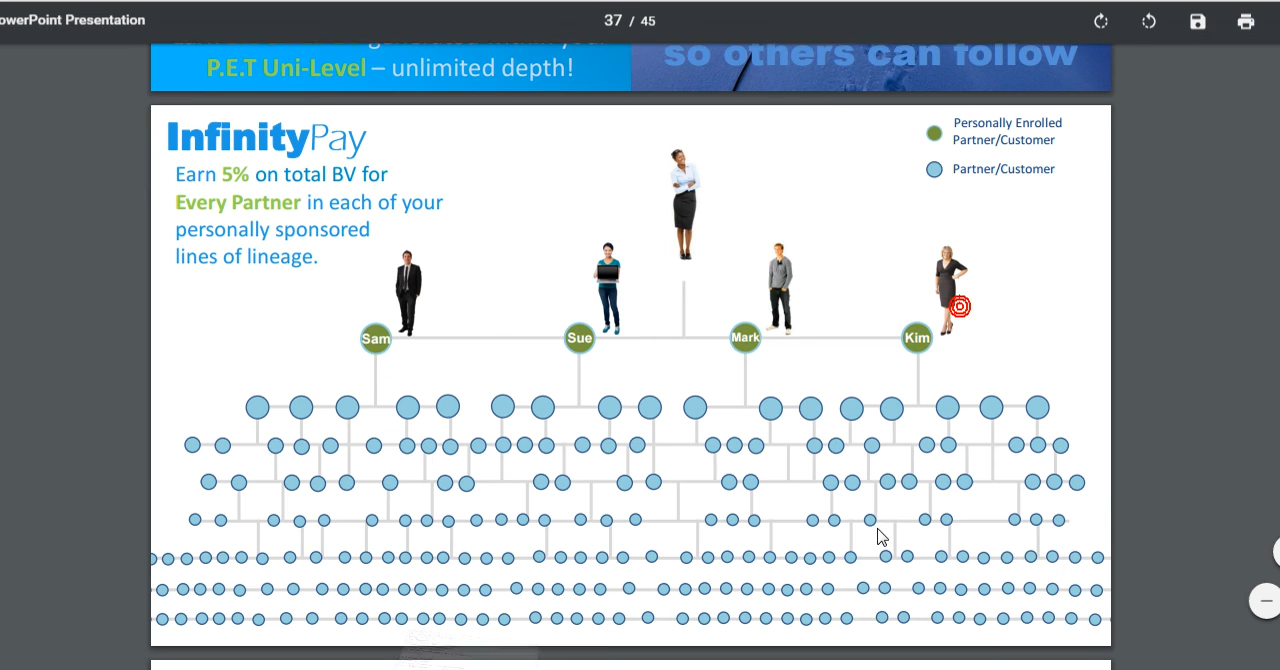 owerPoint Presentation
37 / 45
so others can follow
P.E.T Uni-Level – unlimited depth!
InfinityPay
Earn 5% on total BV for
Every Partner in each of your
personally sponsored
lines of lineage.
Personally Enrolled
Partner/Customer
Partner/Customer
Sam
Sue
Mark
Kim